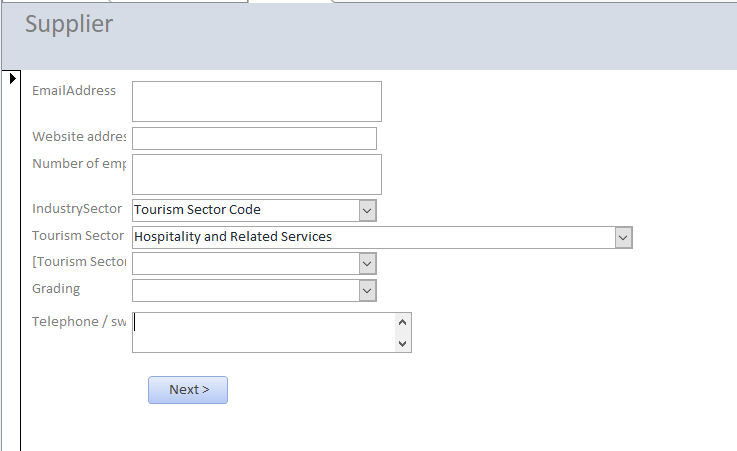 Supplier
EmailAddress
Website addres
Number of emp
IndustrySector Tourism Sector Code
Tourism Sector Hospitality and Related Services
[Tourism Sector
Grading
Telephone / sw
Next >